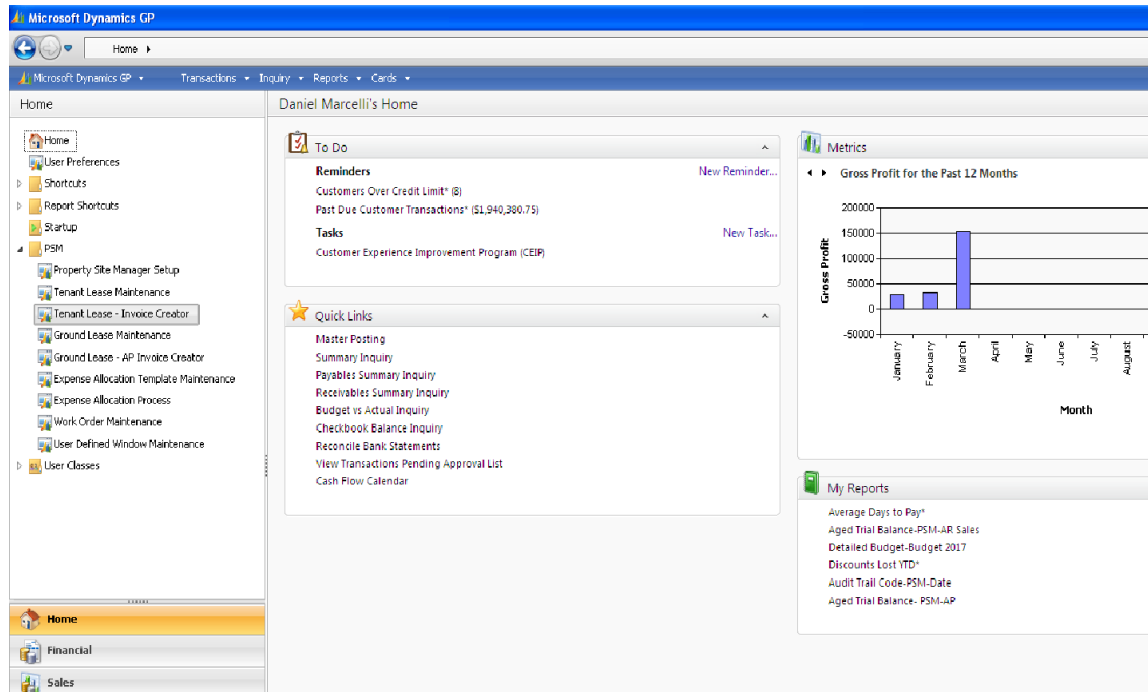 Microsoft Dynamics GP
Home
Microsoft Dynamics GP Transactions Inquiry Reports Cards
Home
Daniel Marcelli's Home
Home
User Preferences
Shortcuts
Report Shortcuts
Startup
PSM
Property Site Manager Setup
Tenant Lease Maintenance
Tenant Lease - Invoice Creator
Ground Lease Maintenance
Ground Lease - AP Invoice Creator
Expense Allocation Template Maintenance
Expense Allocation Process
Work Order Maintenance
User Defined Window Maintenance
User Classes
Home
Financial
Sales
To Do
Reminders New Reminder...
Customers Over Credit Limit* (8)
Past Due Customer Transactions* ($1,940,380.75)
Tasks New Task...
Customer Experience Improvement Program (CEIP)
Quick Links
Master Posting
Summary Inquiry
Payables Summary Inquiry
Receivables Summary Inquiry
Budget vs Actual Inquiry
Checkbook Balance Inquiry
Reconcile Bank Statements
View Transactions Pending Approval List
Cash Flow Calendar
Metrics
Gross Profit for the Past 12 Months
Gross Profit
200000
150000
100000
50000
0
-50000
January February March April May June July August
Month
My Reports
Average Days to Pay*
Aged Trial Balance-PSM-AR Sales
Detailed Budget-Budget 2017
Discounts Lost YTD*
Audit Trail Code-PSM-Date
Aged Trial Balance- PSM-AP